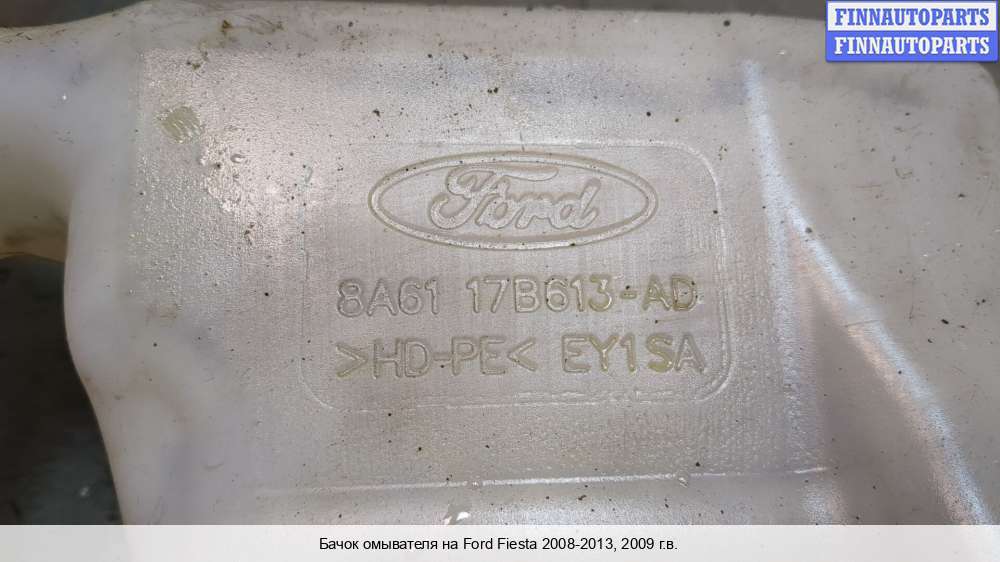 FINNAUTOPARTS
FINNAUTOPARTS
Ford
8A61 17B613-AD
>HD-PE< EY1SA
Бачок омывателя на Ford Fiesta 2008-2013, 2009 г.в.